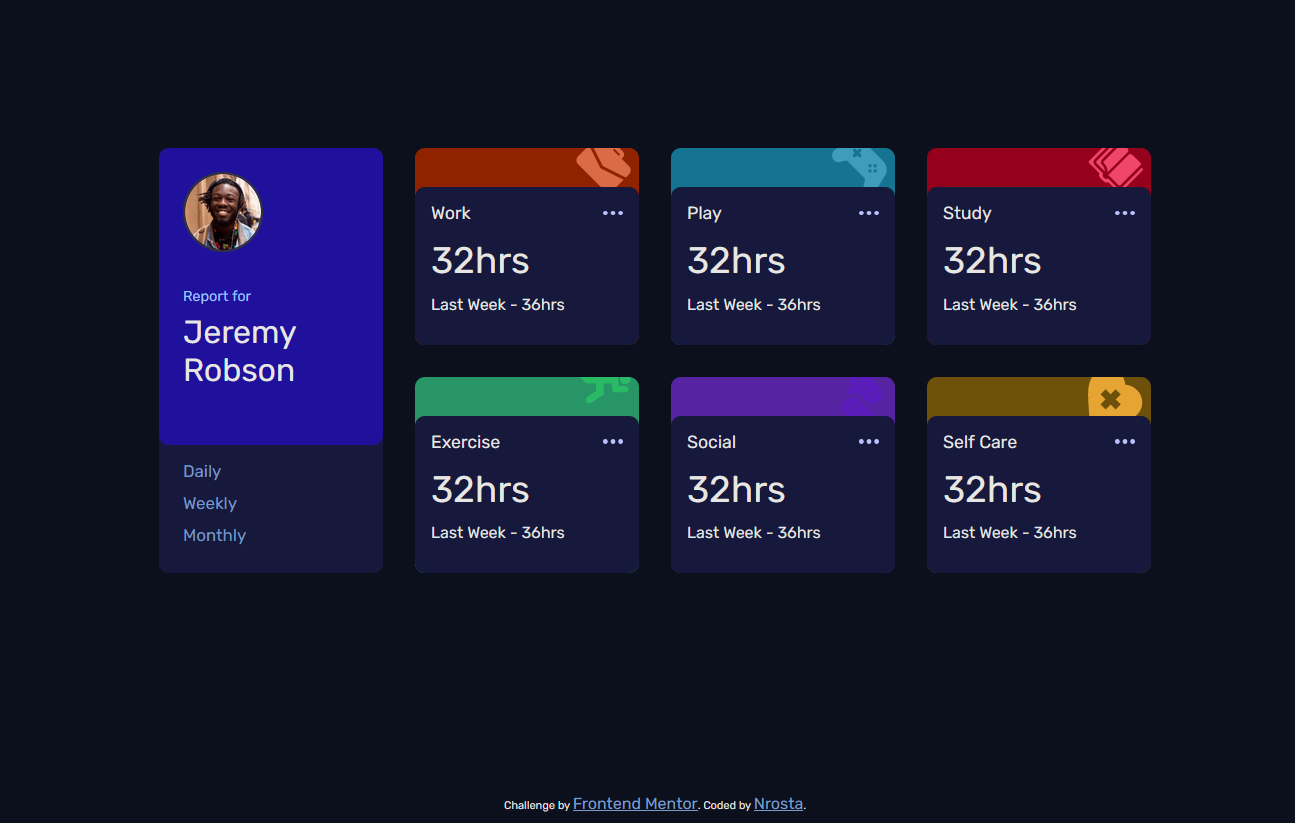 Report for
Jeremy
Robson
Daily
Weekly
Monthly
Work
32hrs
Last Week - 36hrs
Play
32hrs
Last Week - 36hrs
Study
32hrs
Last Week - 36hrs
Exercise
32hrs
Last Week - 36hrs
Social
32hrs
Last Week - 36hrs
Self Care
32hrs
Last Week - 36hrs
Challenge by Frontend Mentor. Coded by Nrosta.